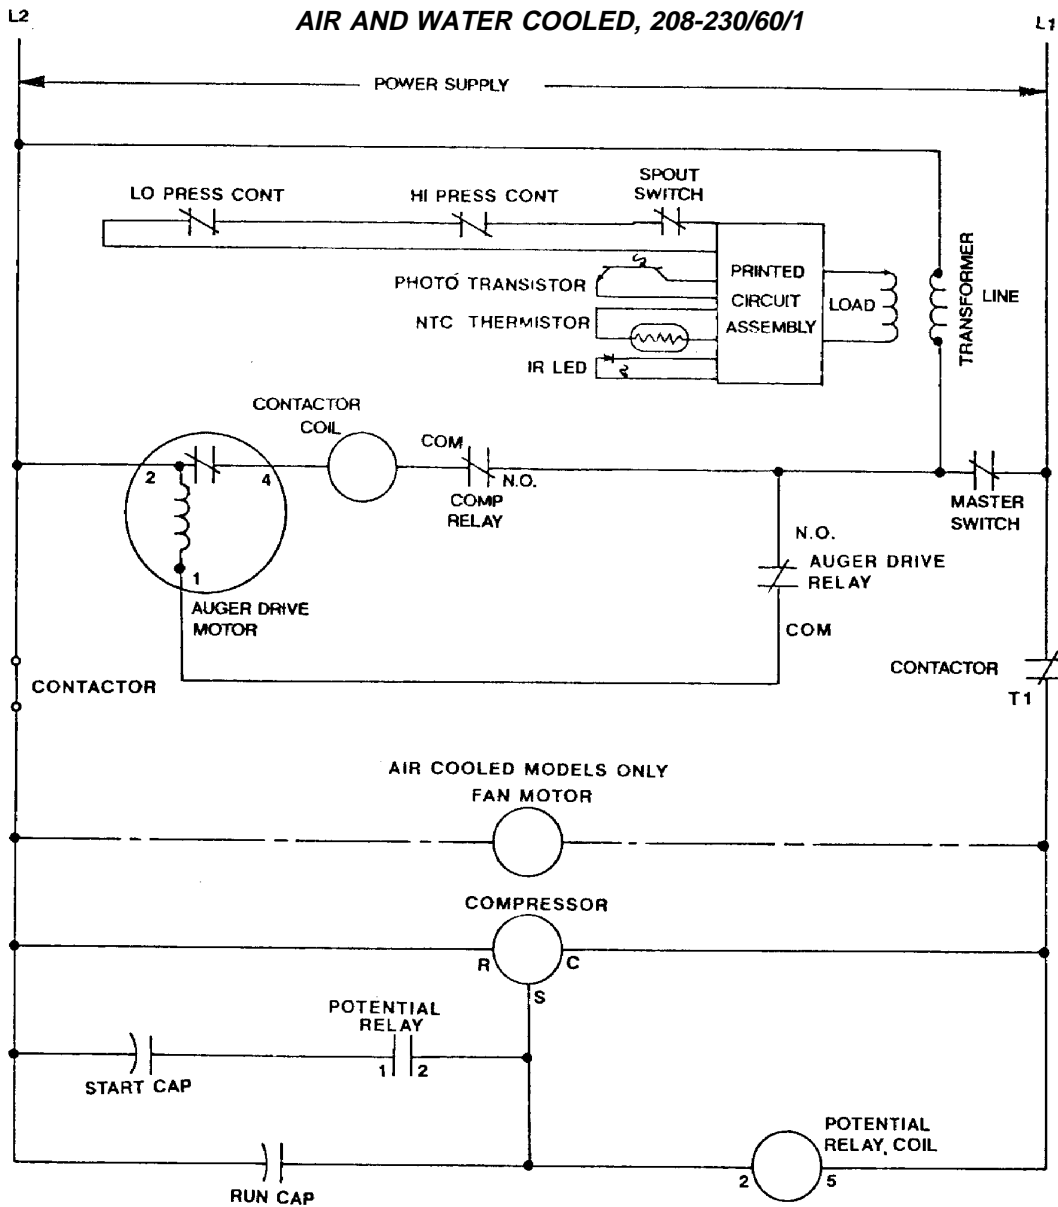 AIR AND WATER COOLED, 208-230/60/1
L2
L1
POWER SUPPLY
LO PRESS CONT
HI PRESS CONT
SPOUT
SWITCH
PHOTO TRANSISTOR
NTC THERMISTOR
IR LED
PRINTED
CIRCUIT
ASSEMBLY
LOAD
TRANSFORMER
LINE
CONTACTOR
COIL
COM
N.O.
COMP
RELAY
2
4
1
AUGER DRIVE
MOTOR
MASTER
SWITCH
N.O.
AUGER DRIVE
RELAY
COM
CONTACTOR
CONTACTOR
T1
AIR COOLED MODELS ONLY
FAN MOTOR
COMPRESSOR
R
C
S
POTENTIAL
RELAY
1
2
START CAP
RUN CAP
POTENTIAL
RELAY COIL
2
5